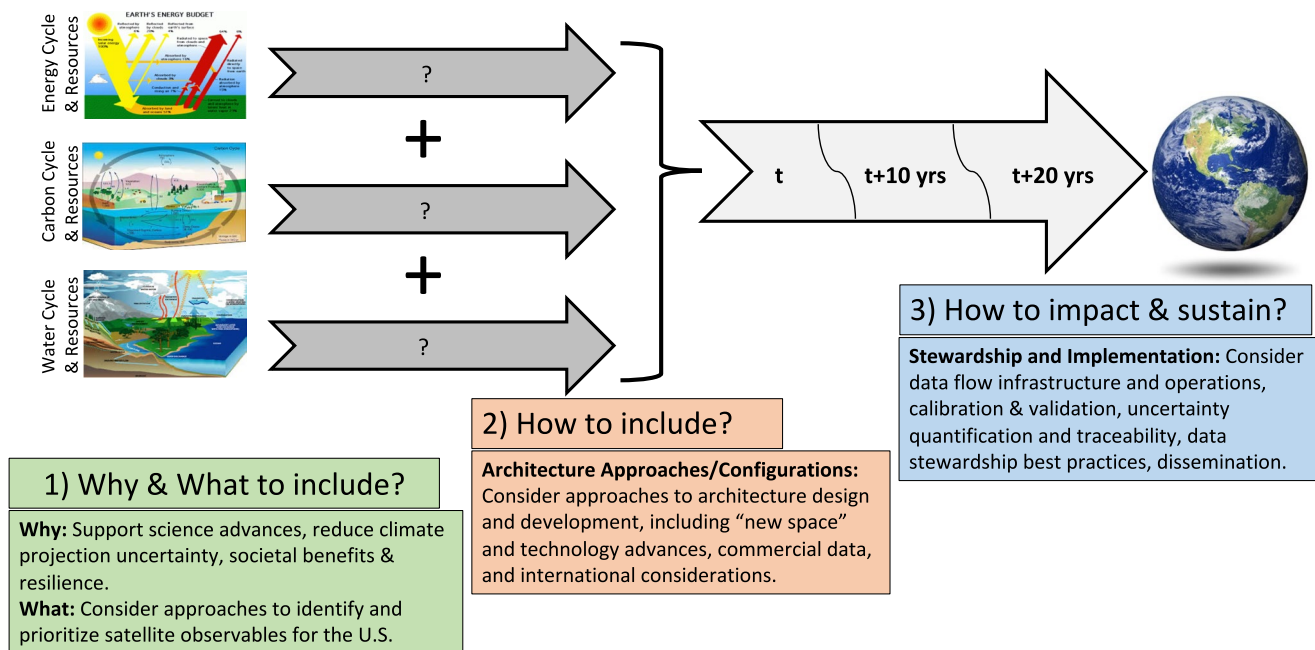 Energy Cycle
& Resources
EARTH'S ENERGY BUDGET
?
+
Carbon Cycle
& Resources
?
+
Water Cycle
& Resources
?
t
t+10 yrs
t+20 yrs
1) Why & What to include?
Why: Support science advances, reduce climate
projection uncertainty, societal benefits &
resilience.
What: Consider approaches to identify and
prioritize satellite observables for the U.S.
2) How to include?
Architecture Approaches/Configurations:
Consider approaches to architecture design
and development, including “new space”
and technology advances, commercial data,
and international considerations.
3) How to impact & sustain?
Stewardship and Implementation: Consider
data flow infrastructure and operations,
calibration & validation, uncertainty
quantification and traceability, data
stewardship best practices, dissemination.